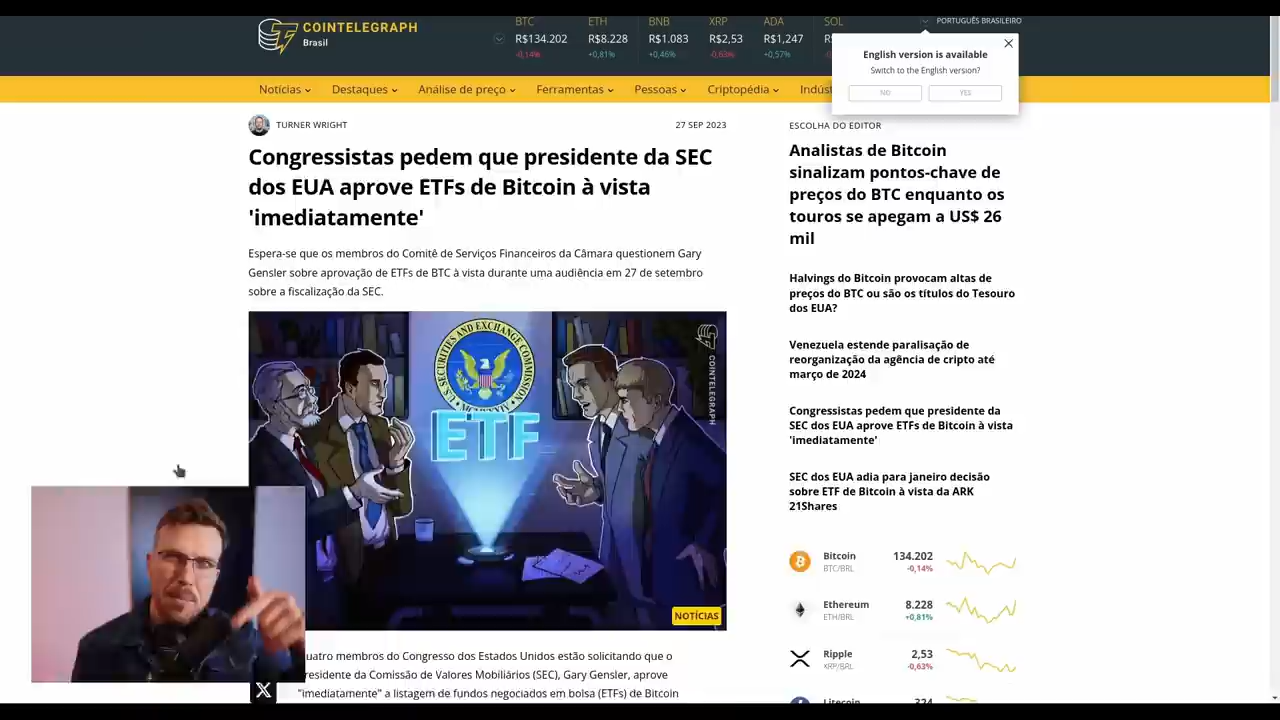 COINTELEGRAPH
Brasil
BTC
R$134.202
-0,14%
ETH
R$8.228
+0,81%
BNB
R$1.083
+0,46%
XRP
R$2,53
-0,63%
ADA
R$1,247
+0,57%
SOL
PORTUGUÊS BRASILEIRO
English version is available
Switch to the English version?
NO
YES
Notícias
Destaques
Análise de preço
Ferramentas
Pessoas
Criptopédia
TURNER WRIGHT
27 SEP 2023
Congressistas pedem que presidente da SEC
dos EUA aprove ETFs de Bitcoin à vista
'imediatamente'
Espera-se que os membros do Comitê de Serviços Financeiros da Câmara questionem Gary
Gensler sobre aprovação de ETFs de BTC à vista durante uma audiência em 27 de setembro
sobre a fiscalização da SEC.
U.S. SECURITIES AND EXCHANGE COMMISSION
ETF
COINTELEGRAPH
NOTÍCIAS
uatro membros do Congresso dos Estados Unidos estão solicitando que o
residente da Comissão de Valores Mobiliários (SEC), Gary Gensler, aprove
"imediatamente" a listagem de fundos negociados em bolsa (ETFs) de Bitcoin
ESCOLHA DO EDITOR
Analistas de Bitcoin
sinalizam pontos-chave de
preços do BTC enquanto os
touros se apegam a US$ 26
mil
Halvings do Bitcoin provocam altas de
preços do BTC ou são os títulos do Tesouro
dos EUA?
Venezuela estende paralisação de
reorganização da agência de cripto até
março de 2024
Congressistas pedem que presidente da
SEC dos EUA aprove ETFs de Bitcoin à vista
'imediatamente'
SEC dos EUA adia para janeiro decisão
sobre ETF de Bitcoin à vista da ARK
21Shares
Bitcoin 134.202
BTC/BRL -0,14%
Ethereum 8.228
ETH/BRL +0,81%
Ripple 2,53
XRP/BRL -0,63%
Litecoin 324